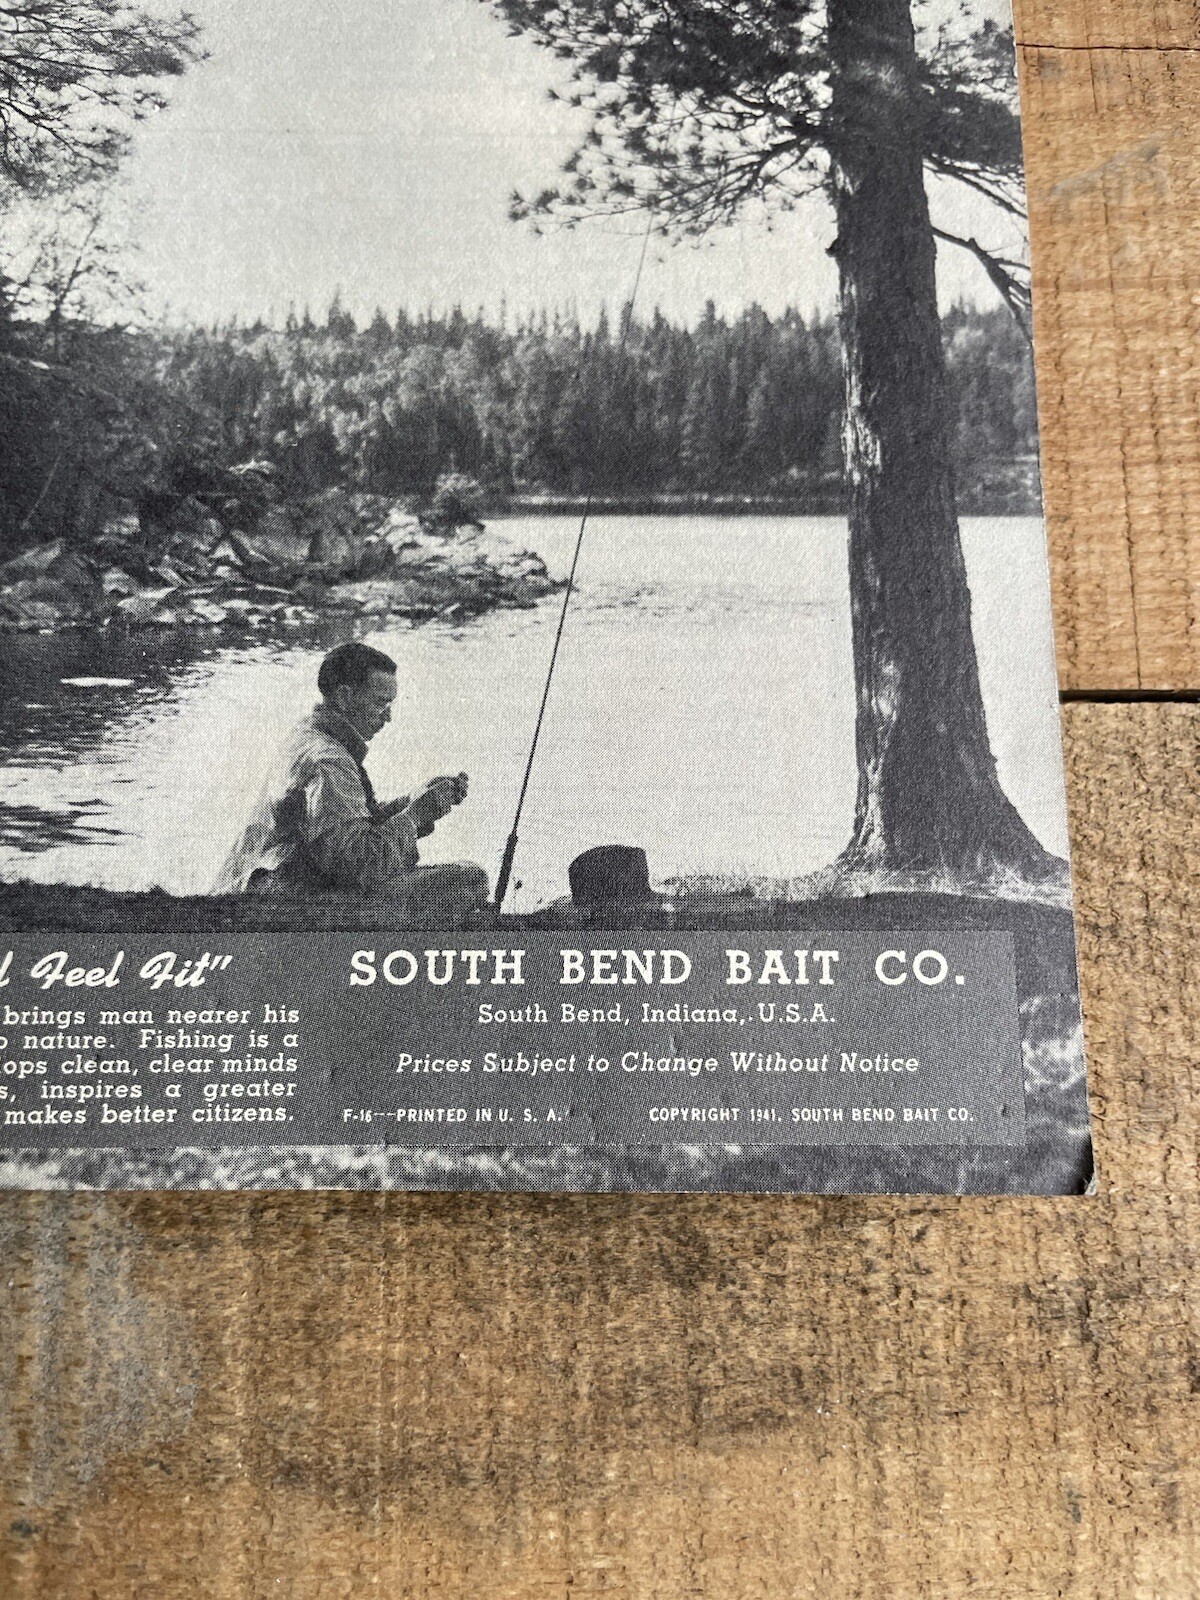 Feel Fit"
brings man nearer his
nature. Fishing is a
clean, clear minds
inspires a greater
makes better citizens.
SOUTH BEND BAIT CO.
South Bend, Indiana, U.S.A.
Prices Subject to Change Without Notice
F-16---PRINTED IN U. S. A.
COPYRIGHT 1941, SOUTH BEND BAIT CO.